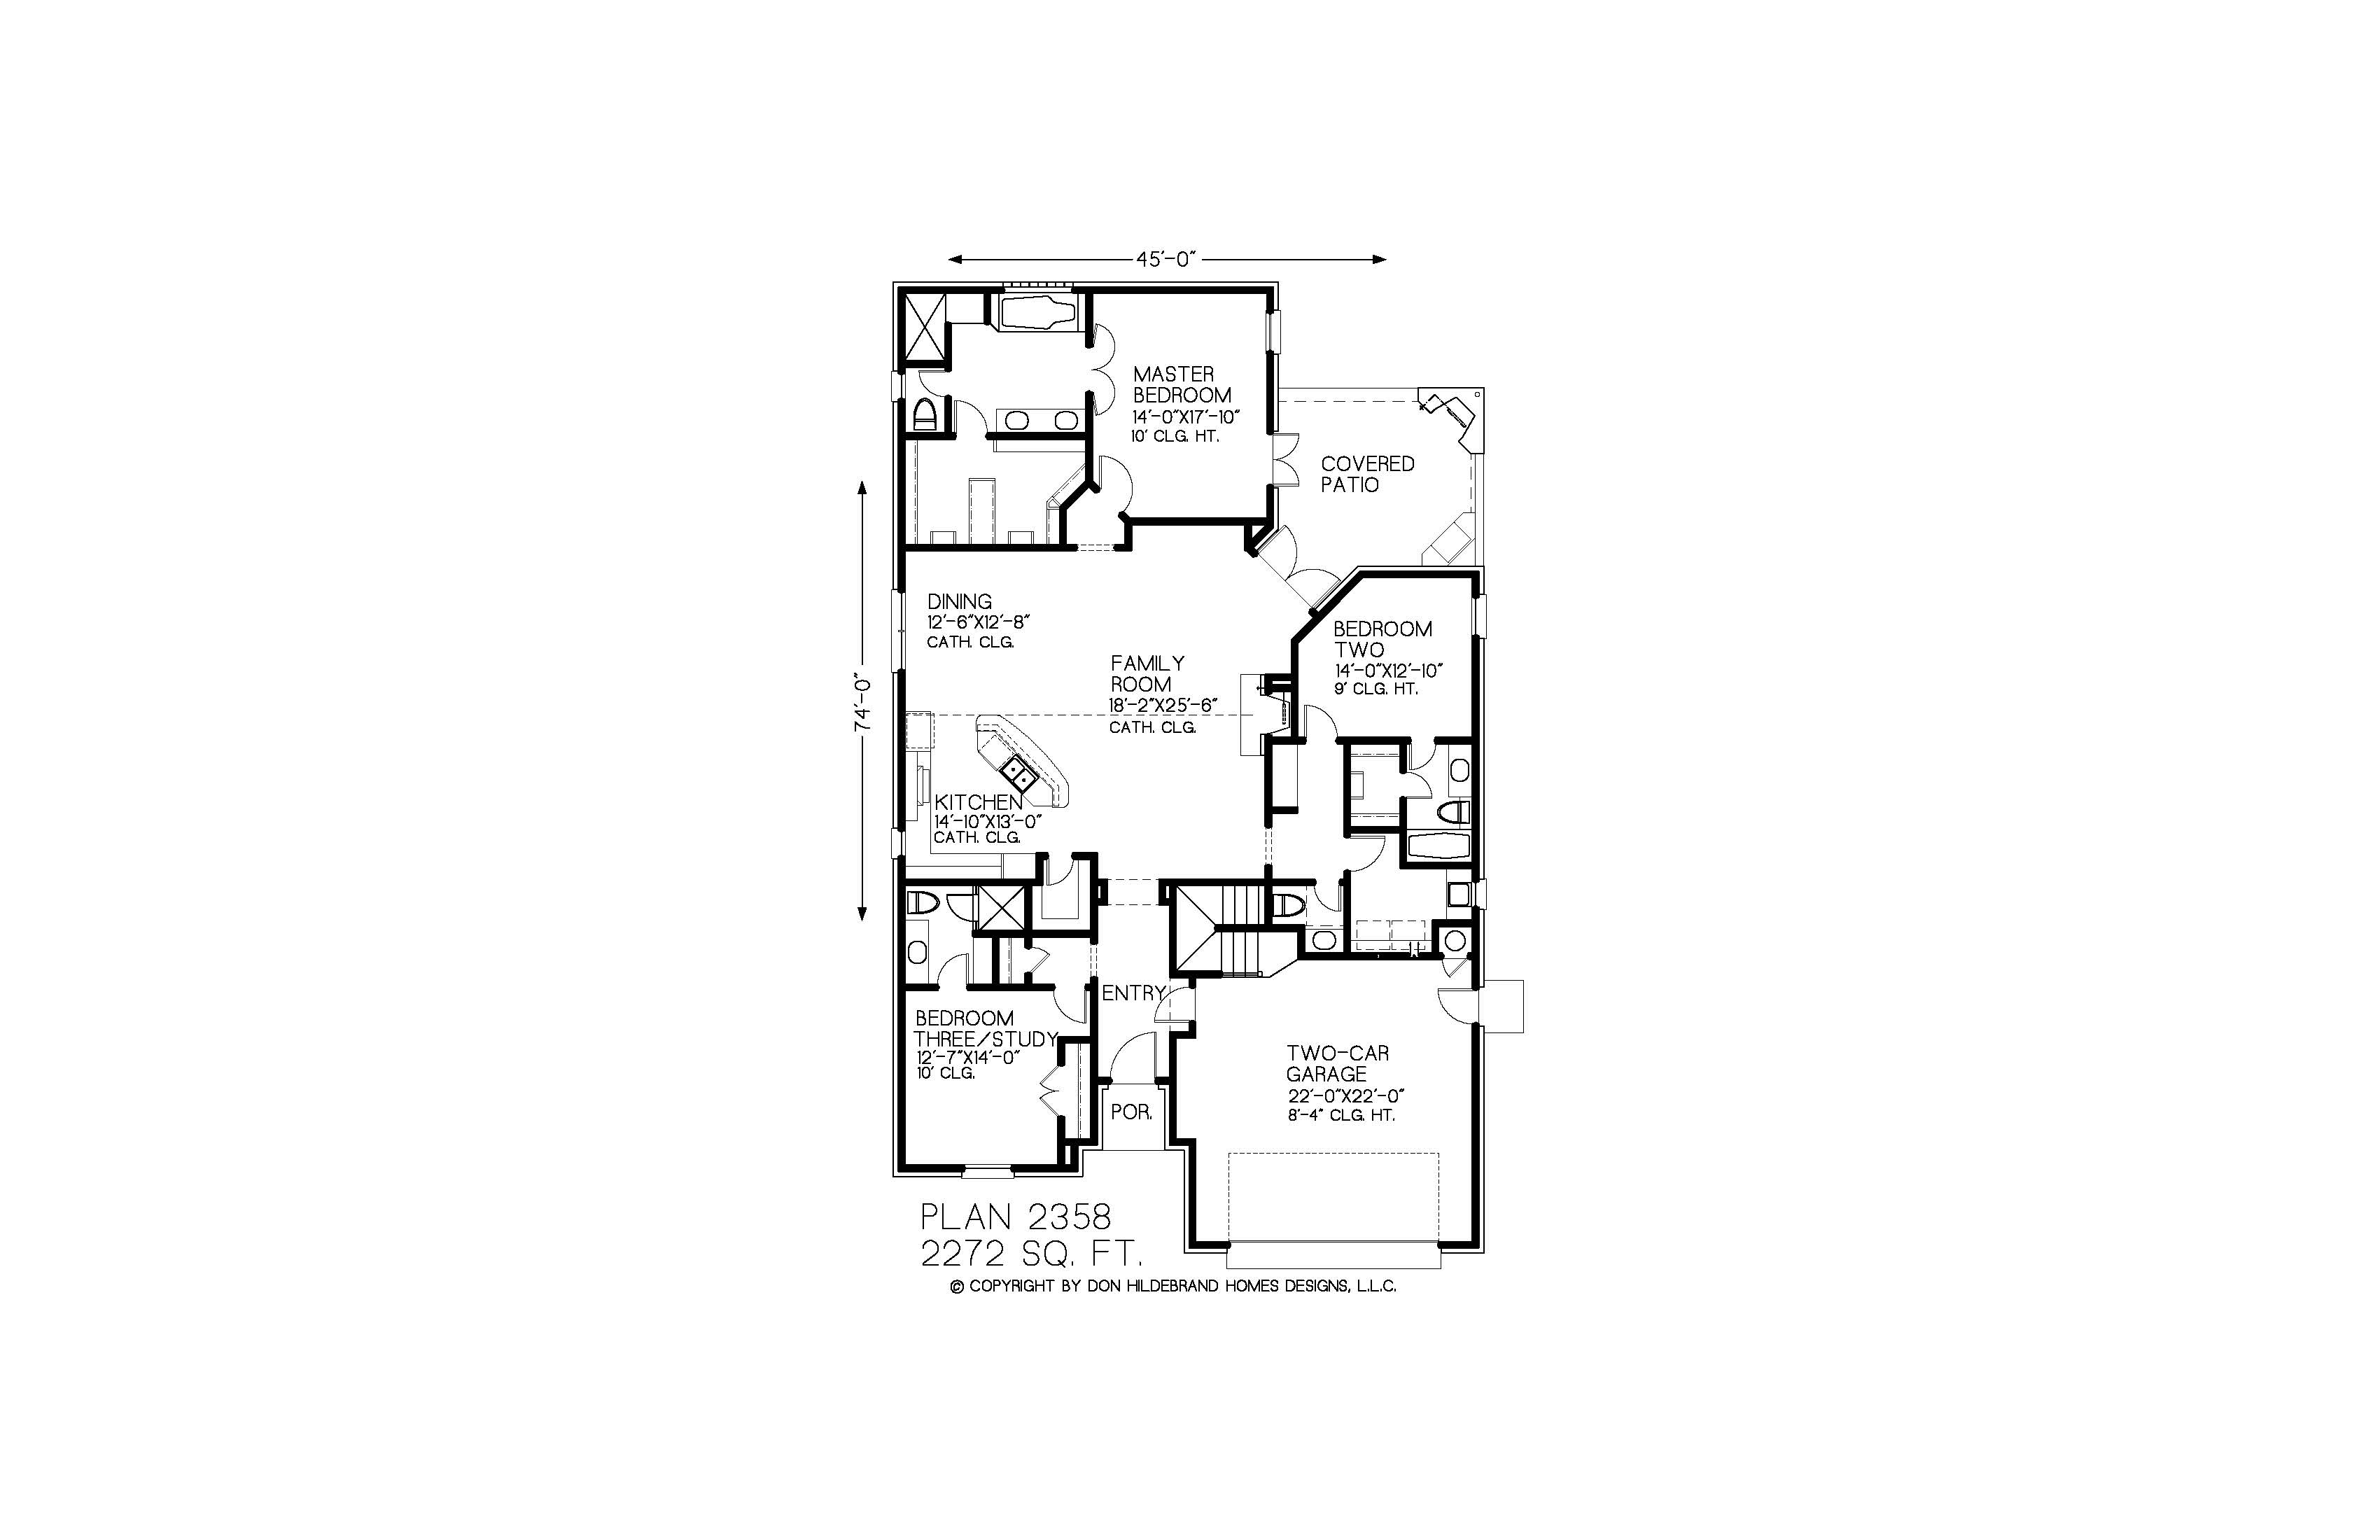 45'-0"
MASTER
BEDROOM
14'-0"X17'-10"
10' CLG. HT.
COVERED
PATIO
DINING
12'-6"X12'-8"
CATH. CLG.
BEDROOM
TWO
14'-0"X12'-10"
9' CLG. HT.
FAMILY
ROOM
18'-2"X25'-6"
CATH. CLG.
74'-0"
KITCHEN
14'-10"X13'-0"
CATH. CLG.
ENTRY
BEDROOM
THREE/STUDY
12'-7"X14'-0"
10' CLG.
TWO-CAR
GARAGE
22'-0"X22'-0"
8'-4" CLG. HT.
POR.
PLAN 2358
2272 SQ. FT.
© COPYRIGHT BY DON HILDEBRAND HOMES DESIGNS, L.L.C.